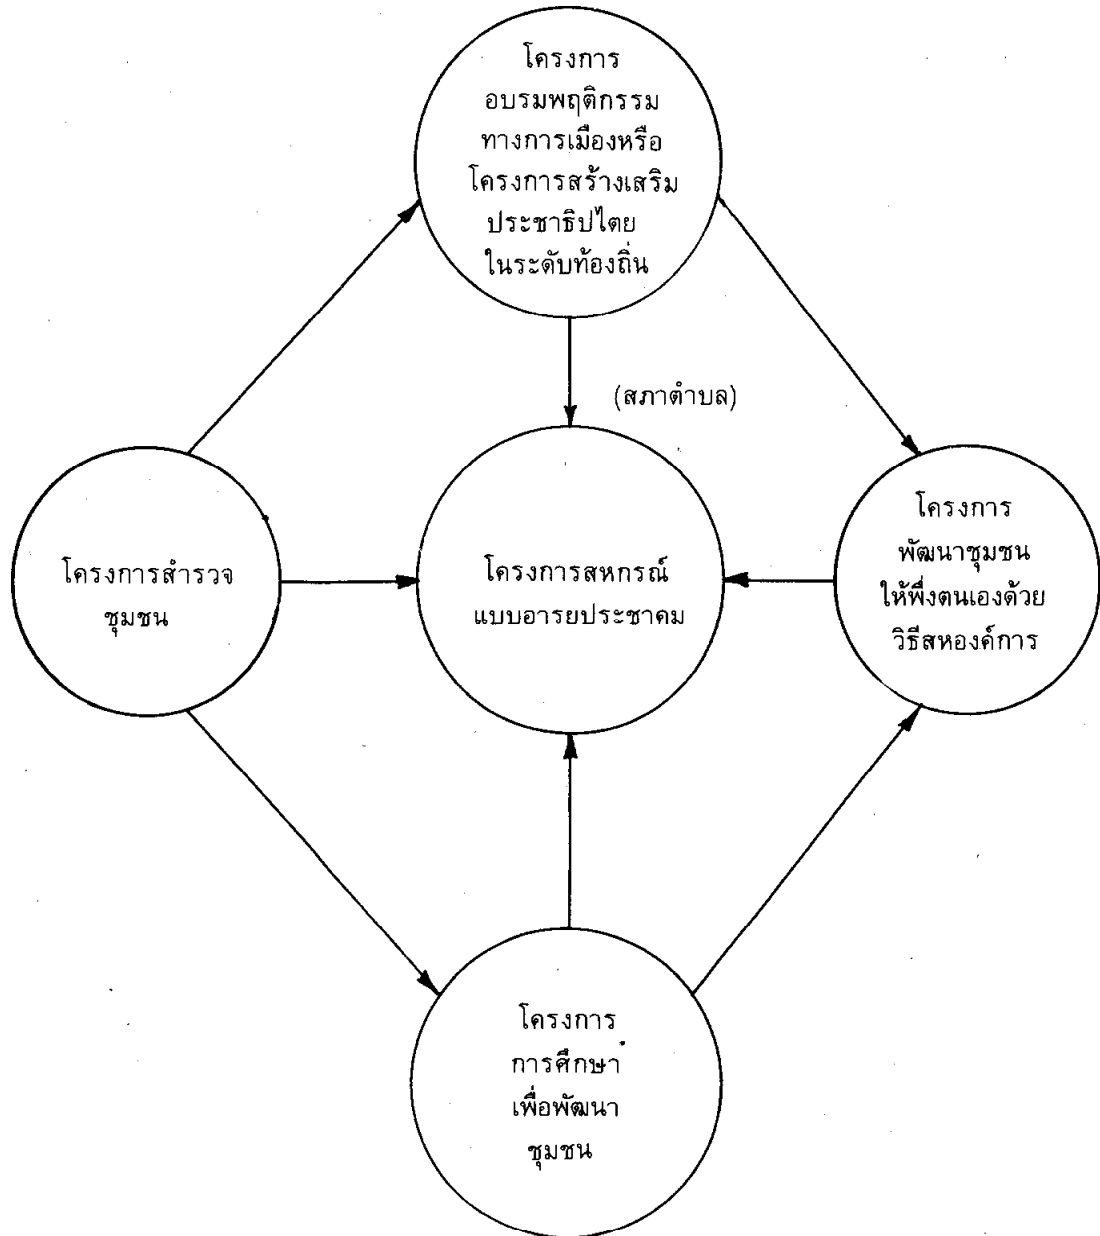 โครงการ
อบรมพฤติกรรม
ทางการเมืองหรือ
โครงการสร้างเสริม
ประชาธิปไตย
ในระดับท้องถิ่น
(สภาตำบล)
โครงการสำรวจ
ชุมชน
โครงการสหกรณ์
แบบอารยประชาคม
โครงการ
พัฒนาชุมชน
ให้พึ่งตนเองด้วย
วิธีสหองค์การ
โครงการ
การศึกษา
เพื่อพัฒนา
ชุมชน